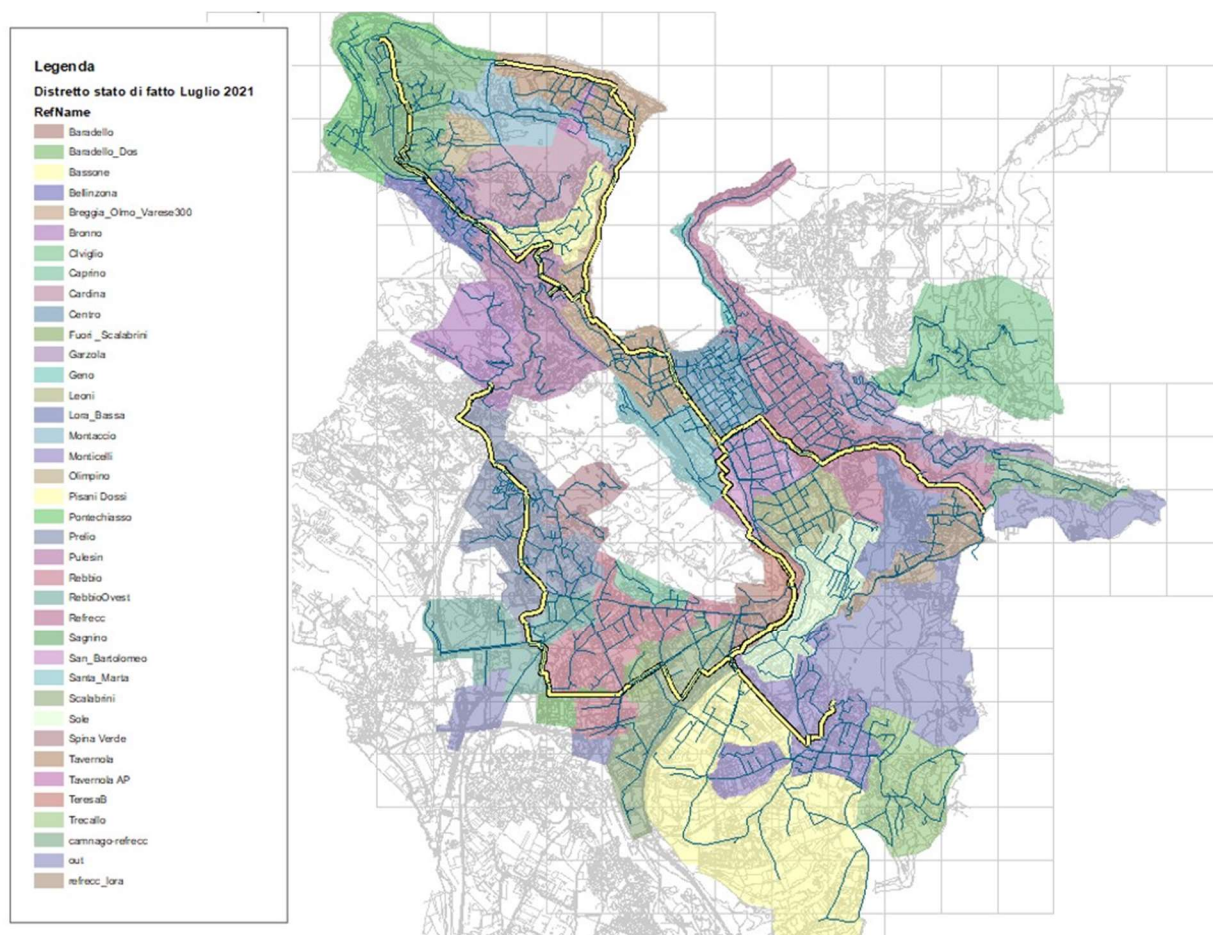 Legenda
Distretto stato di fatto Luglio 2021
RefName
Baradello
Baradello_Dos
Bassone
Bellinzona
Breggia_Olmo_Varese300
Bronno
CIviglio
Caprino
Cardina
Centro
Fuori_Scalabrini
Garzola
Geno
Leoni
Lora_Bassa
Montaccio
Monticelli
Olimpino
Pisani Dossi
Pontechiasso
Prelio
Pulesin
Rebbio
RebbioOvest
Refrecc
Sagnino
San_Bartolomeo
Santa_Marta
Scalabrini
Sole
Spina Verde
Tavernola
Tavernola AP
TeresaB
Trecallo
camnago-refrecc
out
refrecc_lora